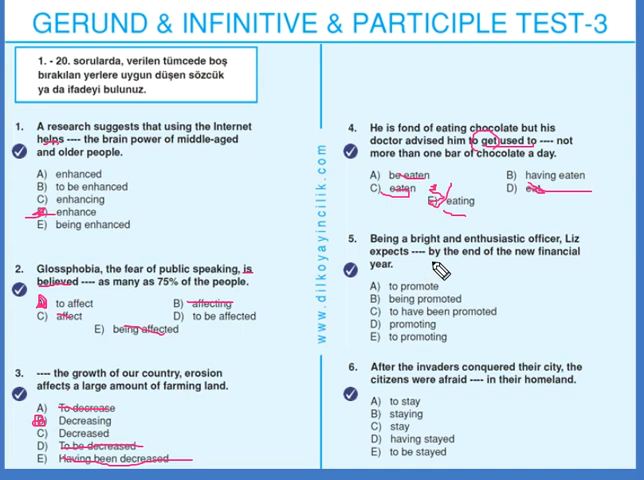 GERUND & INFINITIVE & PARTICIPLE TEST-3
1. - 20. sorularda, verilen tümcede boş
bırakılan yerlere uygun düşen sözcük
ya da ifadeyi bulunuz.
1. A research suggests that using the Internet
helps ---- the brain power of middle-aged
and older people.
A) enhanced
B) to be enhanced
C) enhancing
D) enhance
E) being enhanced
2. Glossphobia, the fear of public speaking, is
believed ---- as many as 75% of the people.
A) to affect B) affecting
C) affect D) to be affected
E) being affected
3. ---- the growth of our country, erosion
affects a large amount of farming land.
A) To decrease
B) Decreasing
C) Decreased
D) To be decreased
E) Having been decreased
www.dilkoyayincilik.com
4. He is fond of eating chocolate but his
doctor advised him to get used to ---- not
more than one bar of chocolate a day.
A) be eaten B) having eaten
C) eaten D) eat
E) eating
5. Being a bright and enthusiastic officer, Liz
expects ---- by the end of the new financial
year.
A) to promote
B) being promoted
C) to have been promoted
D) promoting
E) to promoting
6. After the invaders conquered their city, the
citizens were afraid ---- in their homeland.
A) to stay
B) staying
C) stay
D) having stayed
E) to be stayed